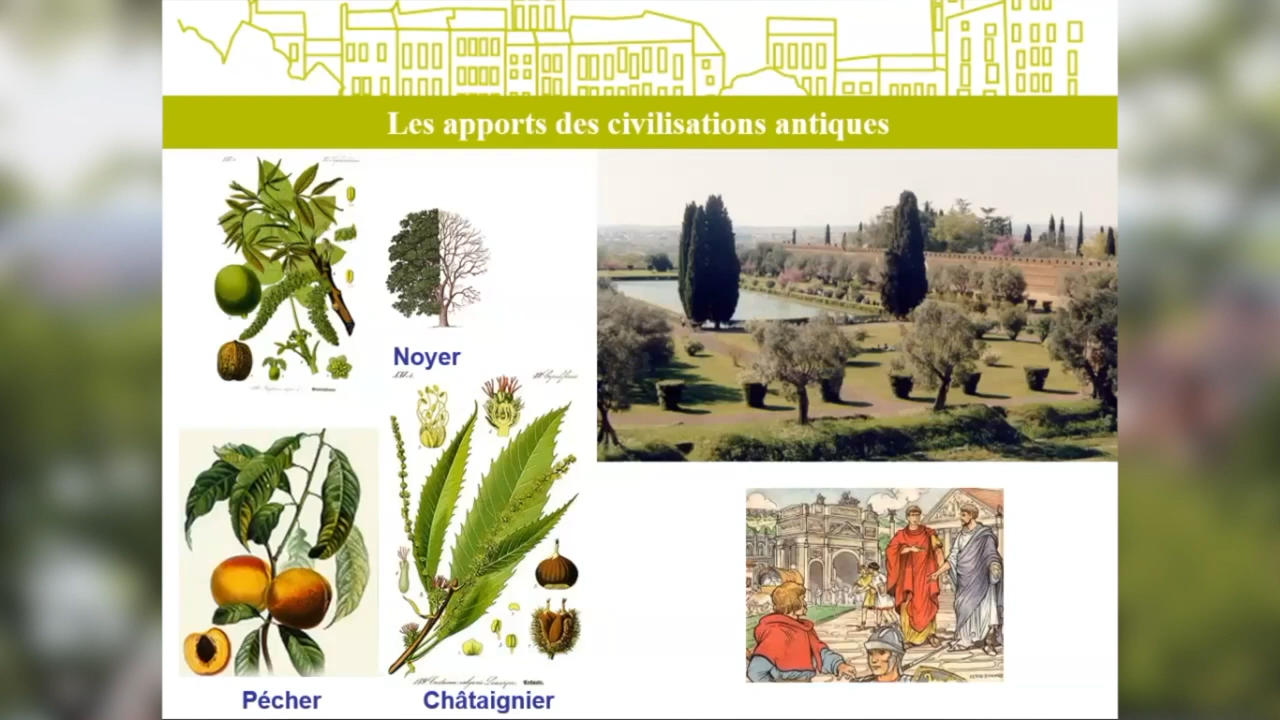 Les apports des civilisations antiques
Noyer
Pécher
Châtaignier